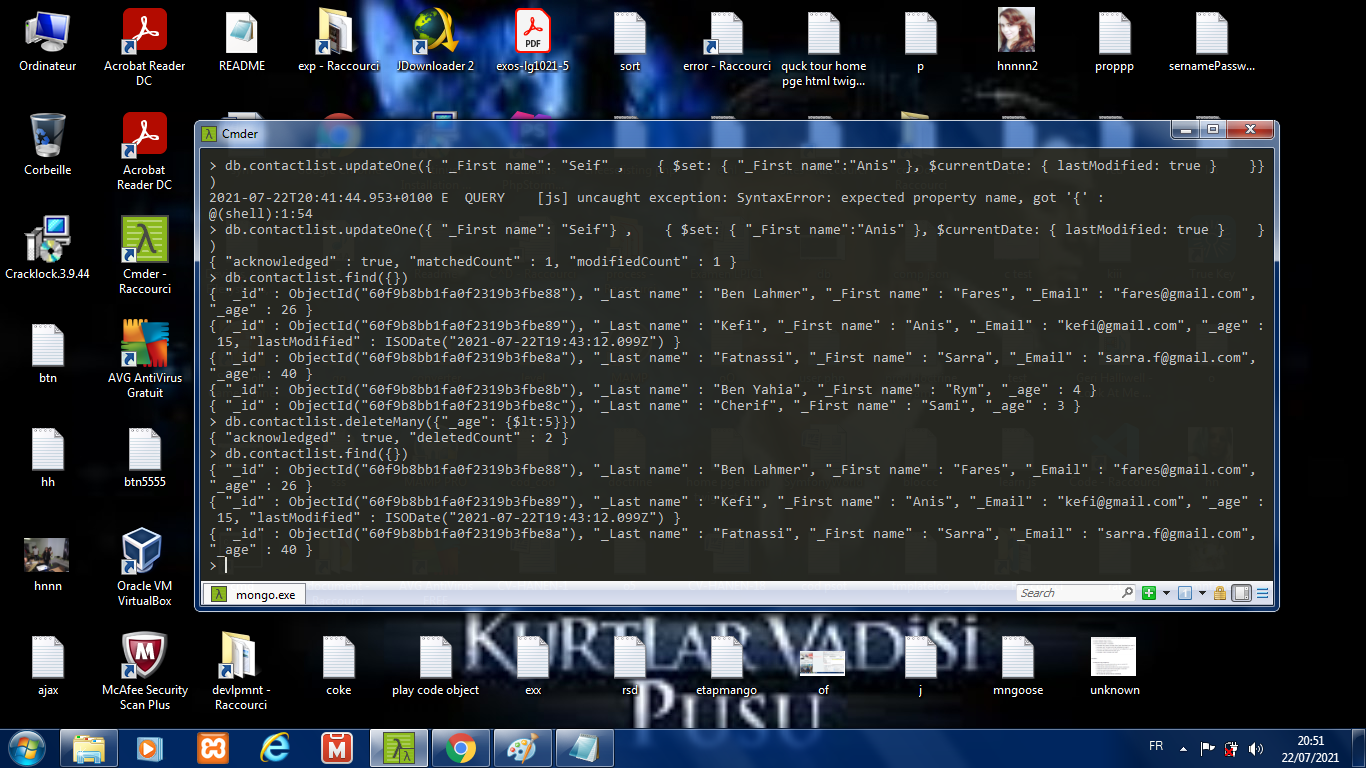 Ordinateur
Acrobat Reader DC
README
exp - Raccourci
JDownloader 2
exos-lg1021-5
sort
error - Raccourci
quck tour home pge html twig...
p
hnnnn2
proppp
sernamePassw...
Corbeille
Acrobat Reader DC
Cracklock.3.9.44
Cmder - Raccourci
btn
AVG AntiVirus Gratuit
hh
btn5555
hnnn
Oracle VM VirtualBox
Cmder
> db.contactlist.updateOne({ "_First name": "Seif" ,    { $set: { "_First name":"Anis" }, $currentDate: { lastModified: true }    }}
)
2021-07-22T20:41:44.953+0100 E  QUERY    [js] uncaught exception: SyntaxError: expected property name, got '{' :
@(shell):1:54
> db.contactlist.updateOne({ "_First name": "Seif"} ,    { $set: { "_First name":"Anis" }, $currentDate: { lastModified: true }    }
)
{ "acknowledged" : true, "matchedCount" : 1, "modifiedCount" : 1 }
> db.contactlist.find({})
{ "_id" : ObjectId("60f9b8bb1fa0f2319b3fbe88"), "_Last name" : "Ben Lahmer", "_First name" : "Fares", "_Email" : "fares@gmail.com",
"_age" : 26 }
{ "_id" : ObjectId("60f9b8bb1fa0f2319b3fbe89"), "_Last name" : "Kefi", "_First name" : "Anis", "_Email" : "kefi@gmail.com", "_age" :
15, "lastModified" : ISODate("2021-07-22T19:43:12.099Z") }
{ "_id" : ObjectId("60f9b8bb1fa0f2319b3fbe8a"), "_Last name" : "Fatnassi", "_First name" : "Sarra", "_Email" : "sarra.f@gmail.com",
"_age" : 40 }
{ "_id" : ObjectId("60f9b8bb1fa0f2319b3fbe8b"), "_Last name" : "Ben Yahia", "_First name" : "Rym", "_age" : 4 }
{ "_id" : ObjectId("60f9b8bb1fa0f2319b3fbe8c"), "_Last name" : "Cherif", "_First name" : "Sami", "_age" : 3 }
> db.contactlist.deleteMany({"_age": {$lt:5}})
{ "acknowledged" : true, "deletedCount" : 2 }
> db.contactlist.find({})
{ "_id" : ObjectId("60f9b8bb1fa0f2319b3fbe88"), "_Last name" : "Ben Lahmer", "_First name" : "Fares", "_Email" : "fares@gmail.com",
"_age" : 26 }
{ "_id" : ObjectId("60f9b8bb1fa0f2319b3fbe89"), "_Last name" : "Kefi", "_First name" : "Anis", "_Email" : "kefi@gmail.com", "_age" :
15, "lastModified" : ISODate("2021-07-22T19:43:12.099Z") }
{ "_id" : ObjectId("60f9b8bb1fa0f2319b3fbe8a"), "_Last name" : "Fatnassi", "_First name" : "Sarra", "_Email" : "sarra.f@gmail.com",
"_age" : 40 }
>
mongo.exe
Search
KURTLAR VADİSİ
PUSU
ajax
McAfee Security Scan Plus
devlpmnt - Raccourci
coke
play code object
exx
rsd
etapmango
of
j
mngoose
unknown
FR
20:51
22/07/2021